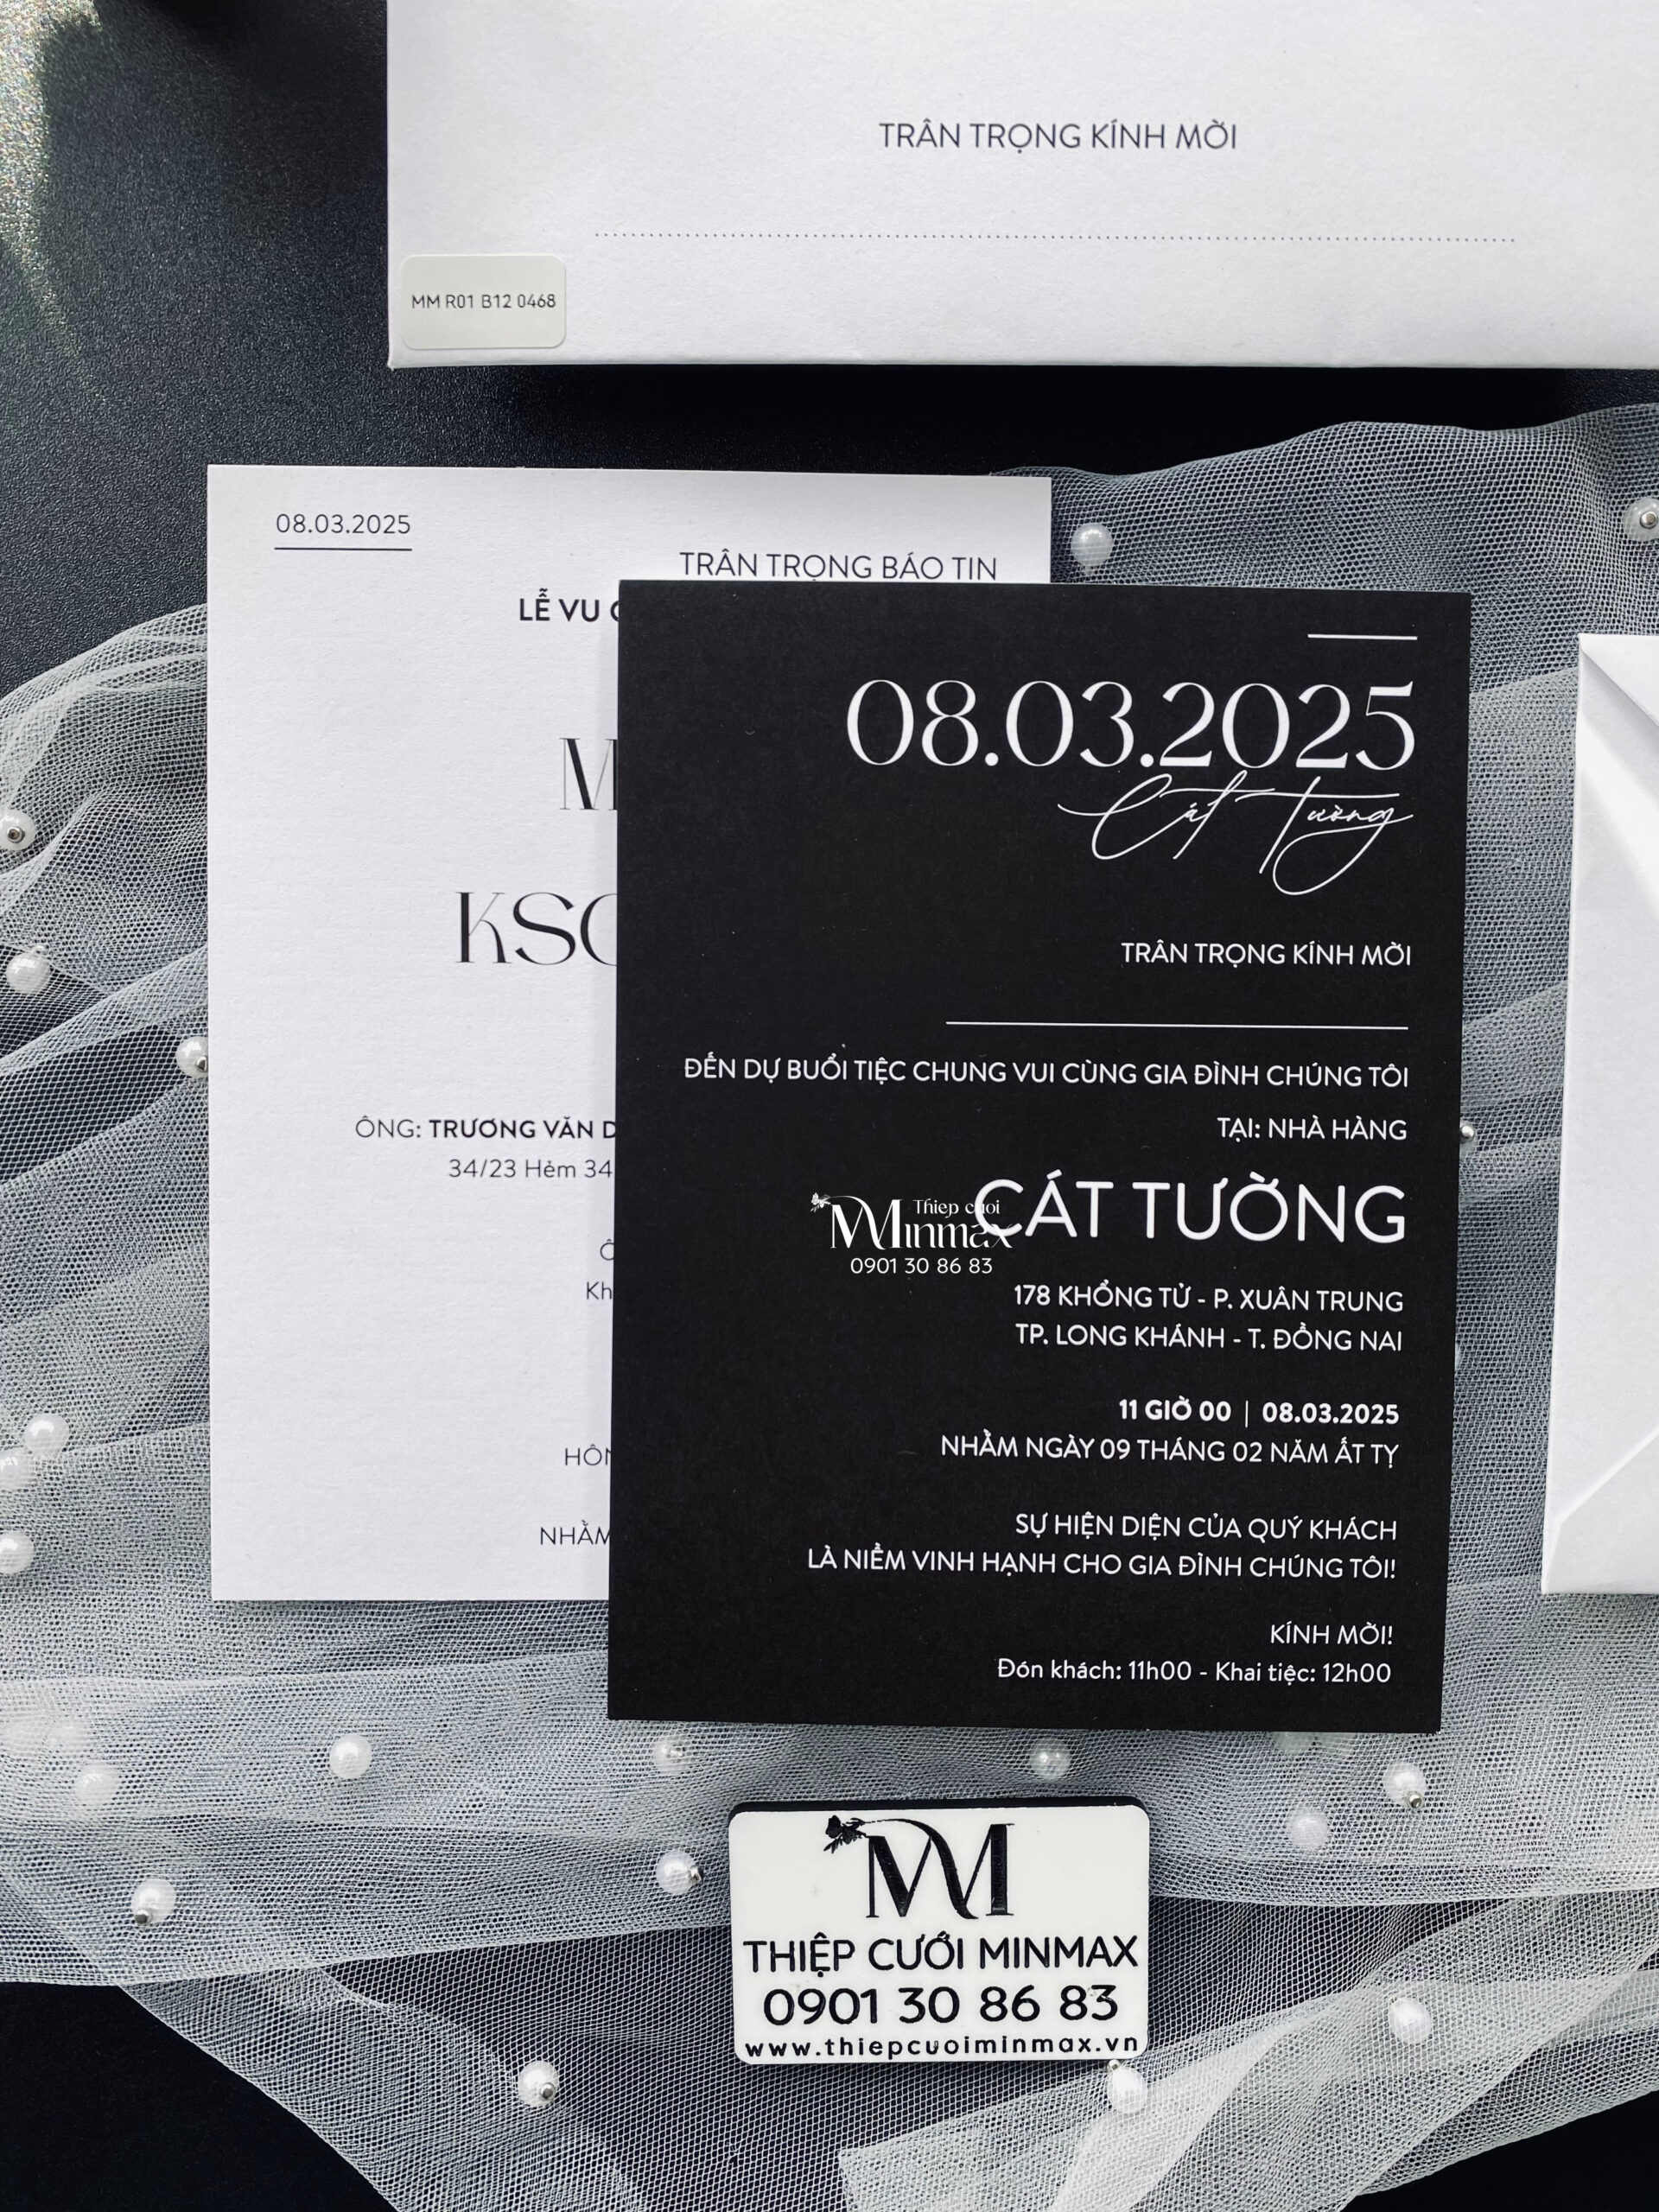 TRÂN TRỌNG KÍNH MỜI
MM R01 B12 0468
08.03.2025
TRÂN TRỌNG BÁO TIN
LỄ VU
ÔNG: TRƯƠNG VĂN
34/23 Hẻm 34
08.03.2025
Cát Tường
TRÂN TRỌNG KÍNH MỜI
ĐẾN DỰ BUỔI TIỆC CHUNG VUI CÙNG GIA ĐÌNH CHÚNG TÔI
TẠI: NHÀ HÀNG
CÁT TƯỜNG
Thiep cuoi
Minmax
0901 30 86 83
178 KHỔNG TỬ - P. XUÂN TRUNG
TP. LONG KHÁNH - T. ĐỒNG NAI
11 GIỜ 00 | 08.03.2025
NHẰM NGÀY 09 THÁNG 02 NĂM ẤT TỴ
SỰ HIỆN DIỆN CỦA QUÝ KHÁCH
LÀ NIỀM VINH HẠNH CHO GIA ĐÌNH CHÚNG TÔI!
KÍNH MỜI!
Đón khách: 11h00 - Khai tiệc: 12h00
NHẰM
THIỆP CƯỚI MINMAX
0901 30 86 83
www.thiepcuoiminmax.vn